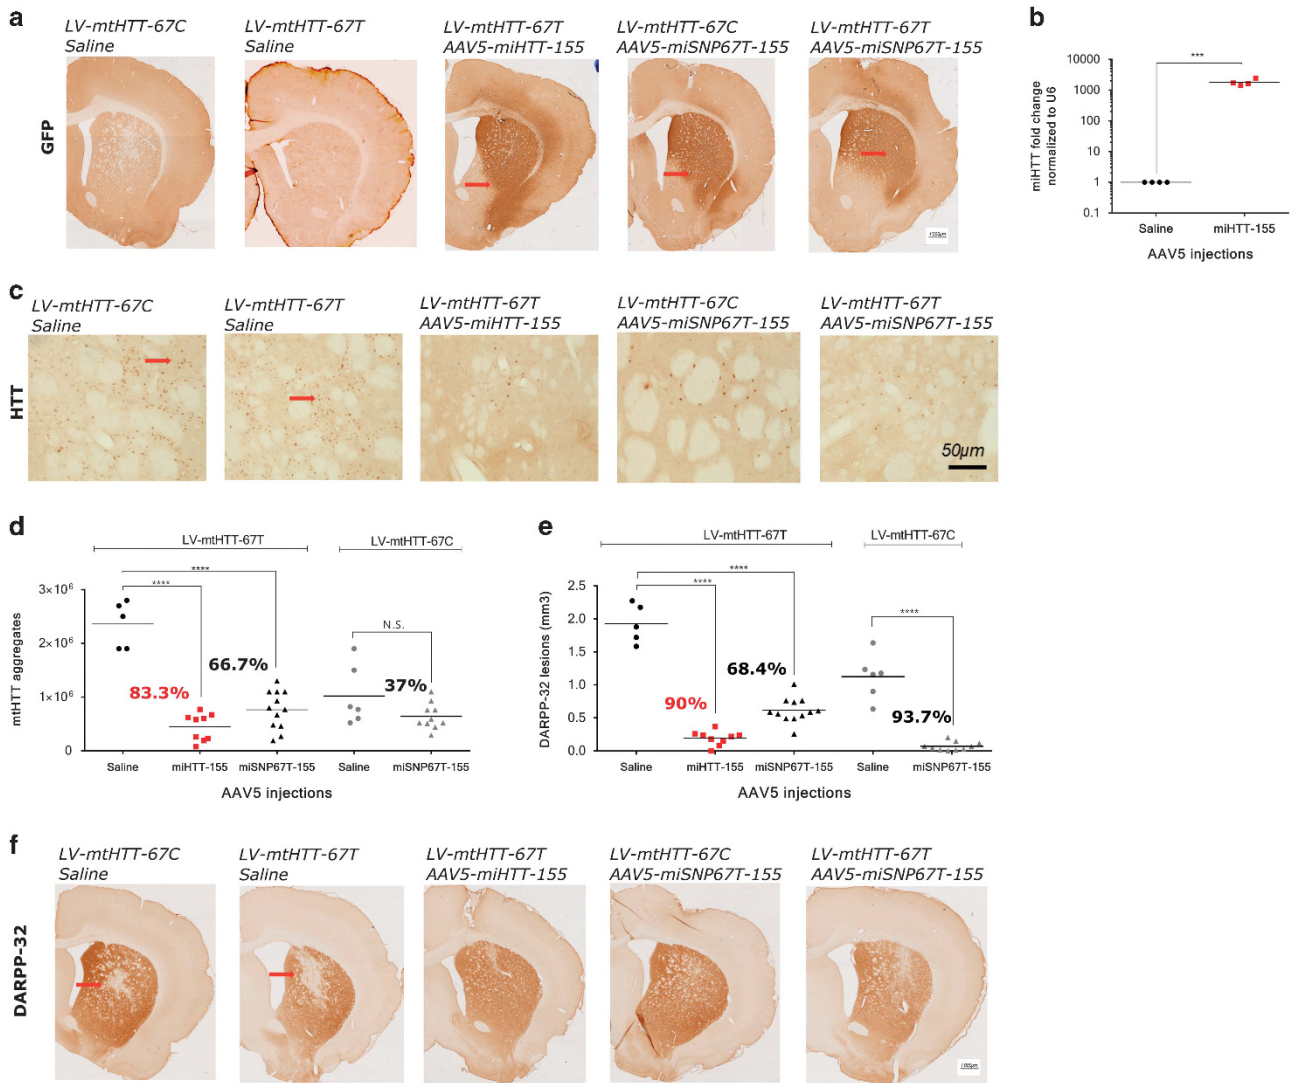 a
LV-mtHTT-67C
Saline
LV-mtHTT-67T
Saline
LV-mtHTT-67T
AAV5-miHTT-155
LV-mtHTT-67C
AAV5-miSNP67T-155
LV-mtHTT-67T
AAV5-miSNP67T-155
GFP
1000µm
b
miHTT fold change
normalized to U6
***
10000
1000
100
10
1
0.1
Saline
miHTT-155
AAV5 injections
c
LV-mtHTT-67C
Saline
LV-mtHTT-67T
Saline
LV-mtHTT-67T
AAV5-miHTT-155
LV-mtHTT-67C
AAV5-miSNP67T-155
LV-mtHTT-67T
AAV5-miSNP67T-155
HTT
50µm
d
LV-mtHTT-67T
LV-mtHTT-67C
mtHTT aggregates
3×10⁶
2×10⁶
1×10⁶
0
****
****
N.S.
83.3%
66.7%
37%
Saline
miHTT-155
miSNP67T-155
Saline
miSNP67T-155
AAV5 injections
e
LV-mtHTT-67T
LV-mtHTT-67C
DARPP-32 lesions (mm3)
2.5
2.0
1.5
1.0
0.5
0.0
****
****
****
90%
68.4%
93.7%
Saline
miHTT-155
miSNP67T-155
Saline
miSNP67T-155
AAV5 injections
f
LV-mtHTT-67C
Saline
LV-mtHTT-67T
Saline
LV-mtHTT-67T
AAV5-miHTT-155
LV-mtHTT-67C
AAV5-miSNP67T-155
LV-mtHTT-67T
AAV5-miSNP67T-155
DARPP-32
1000µm